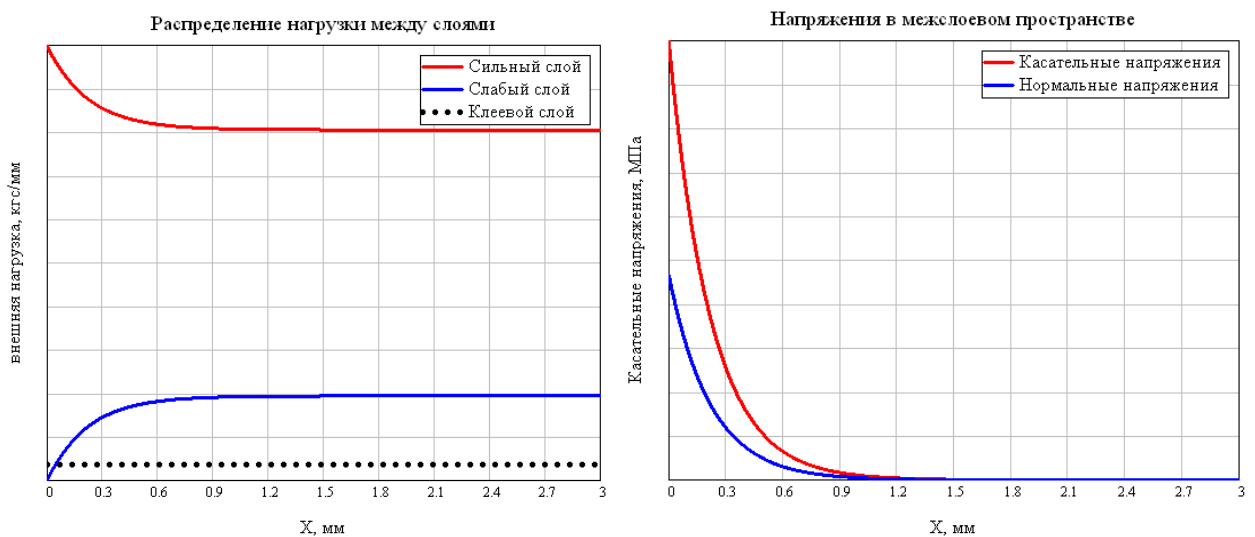 Распределение нагрузки между слоями
Сильный слой
Слабый слой
Клеевой слой
внешняя нагрузка, кгс/мм
0 0.3 0.6 0.9 1.2 1.5 1.8 2.1 2.4 2.7 3
X, мм
Напряжения в межслоевом пространстве
Касательные напряжения
Нормальные напряжения
Касательные напряжения, МПа
0 0.3 0.6 0.9 1.2 1.5 1.8 2.1 2.4 2.7 3
X, мм